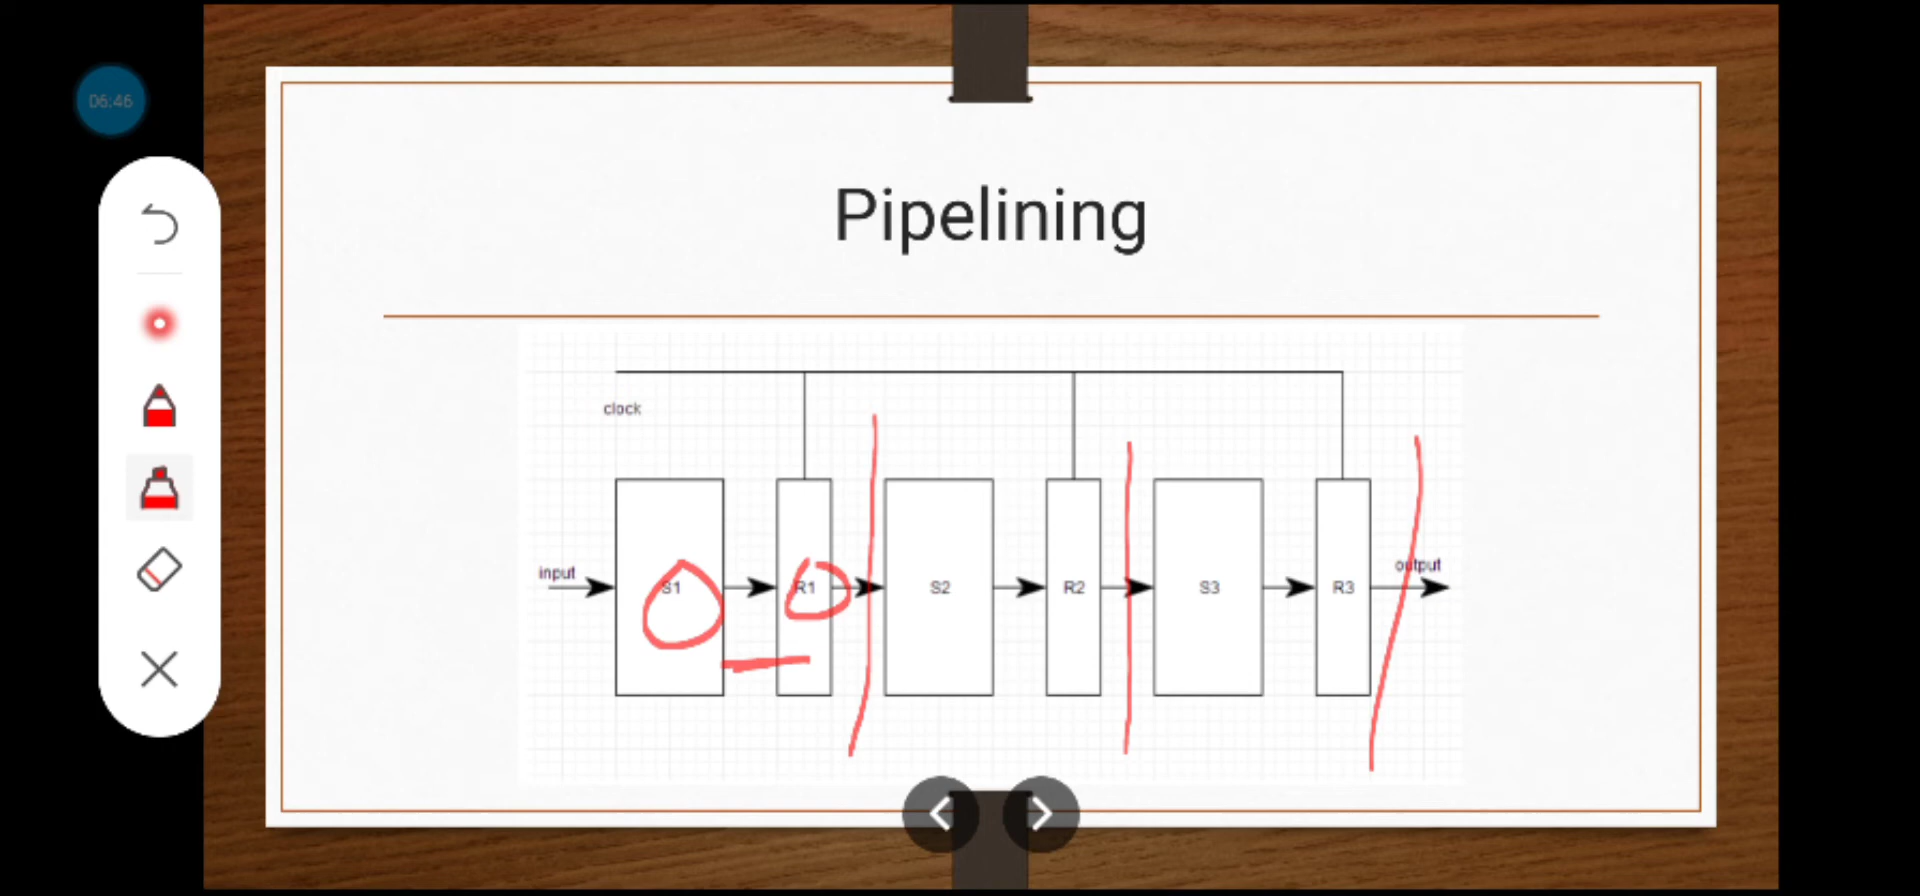 06:46
Pipelining
clock
input
S1
R1
S2
R2
S3
R3
output